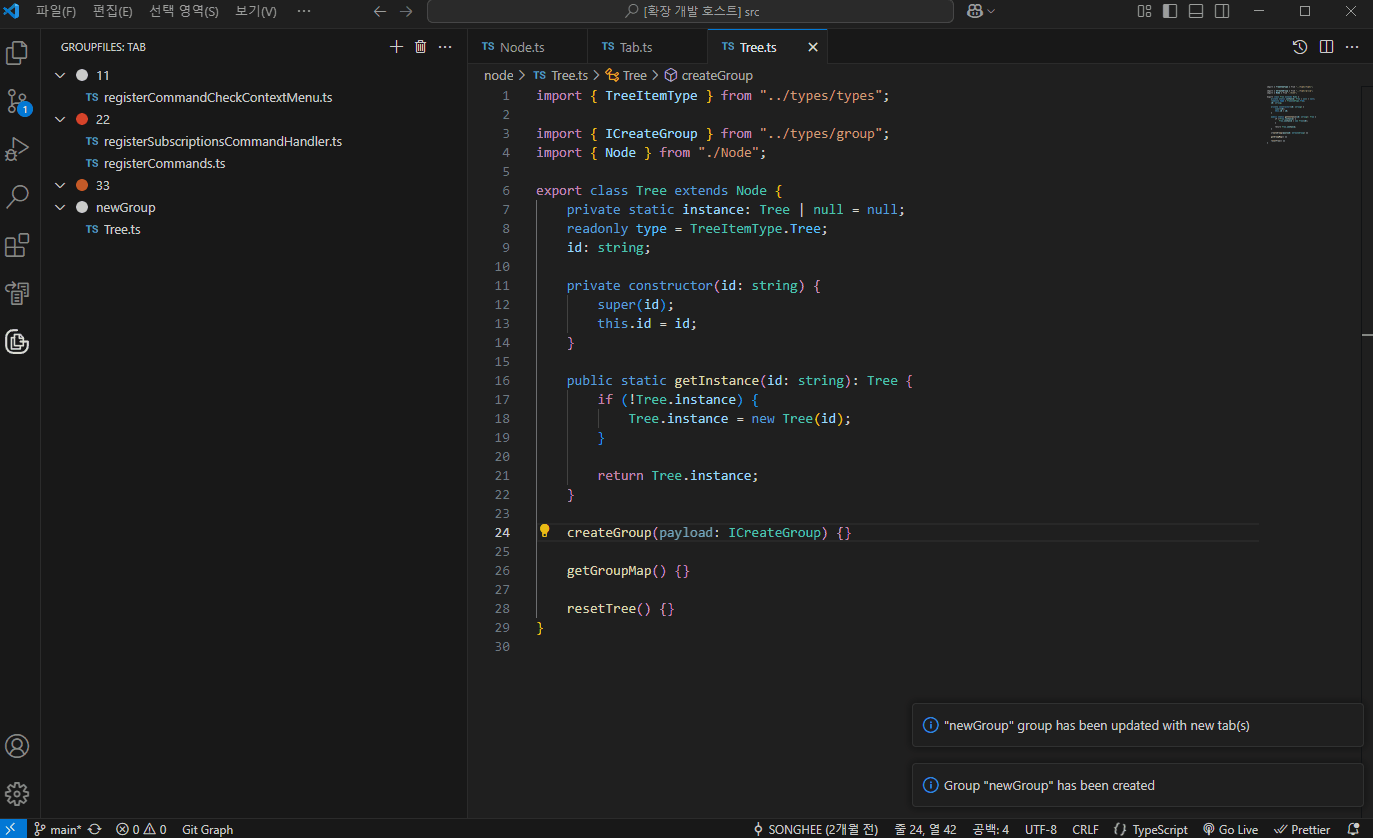 파일(F) 편집(E) 선택 영역(S) 보기(V) ··· [확장 개발 호스트] src
GROUPFILES: TAB
11
TS registerCommandCheckContextMenu.ts
22
TS registerSubscriptionsCommandHandler.ts
TS registerCommands.ts
33
newGroup
TS Tree.ts
1
TS Node.ts TS Tab.ts TS Tree.ts
node > TS Tree.ts > Tree > createGroup
1 import { TreeItemType } from "../types/types";
2
3 import { ICreateGroup } from "../types/group";
4 import { Node } from "./Node";
5
6 export class Tree extends Node {
7 private static instance: Tree | null = null;
8 readonly type = TreeItemType.Tree;
9 id: string;
10
11 private constructor(id: string) {
12 super(id);
13 this.id = id;
14 }
15
16 public static getInstance(id: string): Tree {
17 if (!Tree.instance) {
18 Tree.instance = new Tree(id);
19 }
20
21 return Tree.instance;
22 }
23
24 createGroup(payload: ICreateGroup) {}
25
26 getGroupMap() {}
27
28 resetTree() {}
29 }
30
"newGroup" group has been updated with new tab(s)
Group "newGroup" has been created
main* 0 0 Git Graph SONGHEE (2개월 전) 줄 24, 열 42 공백: 4 UTF-8 CRLF {} TypeScript Go Live Prettier